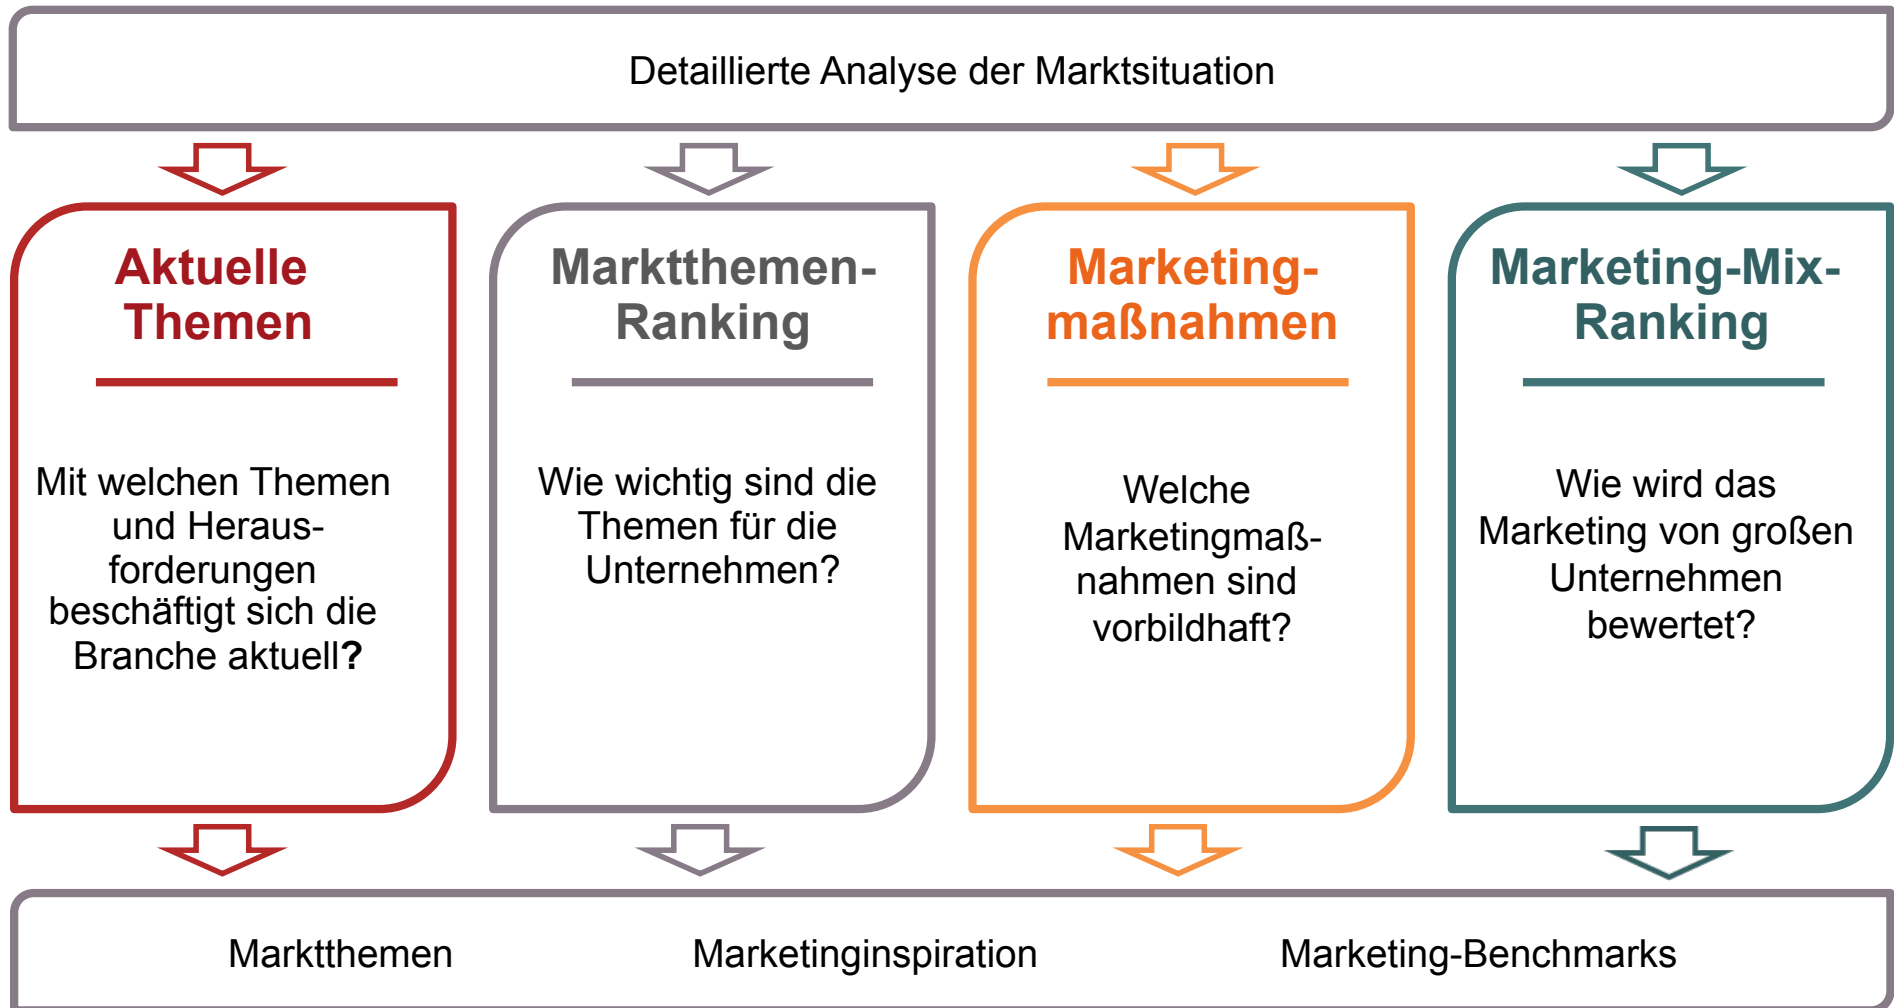 Detaillierte Analyse der Marktsituation
Aktuelle
Themen
Mit welchen Themen
und Heraus-
forderungen
beschäftigt sich die
Branche aktuell?
Marktthemen-
Ranking
Wie wichtig sind die
Themen für die
Unternehmen?
Marketing-
maßnahmen
Welche
Marketingmaß-
nahmen sind
vorbildhaft?
Marketing-Mix-
Ranking
Wie wird das
Marketing von großen
Unternehmen
bewertet?
Marktthemen
Marketinginspiration
Marketing-Benchmarks